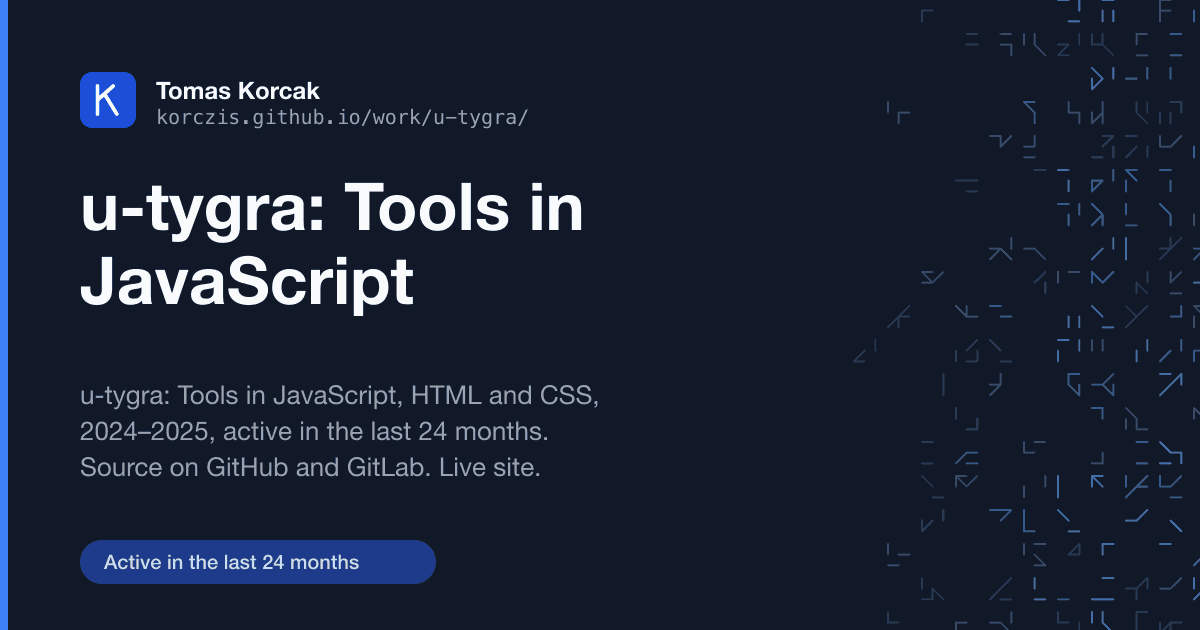 K
Tomas Korcak
korczis.github.io/work/u-tygra/
u-tygra: Tools in
JavaScript
u-tygra: Tools in JavaScript, HTML and CSS,
2024–2025, active in the last 24 months.
Source on GitHub and GitLab. Live site.
Active in the last 24 months